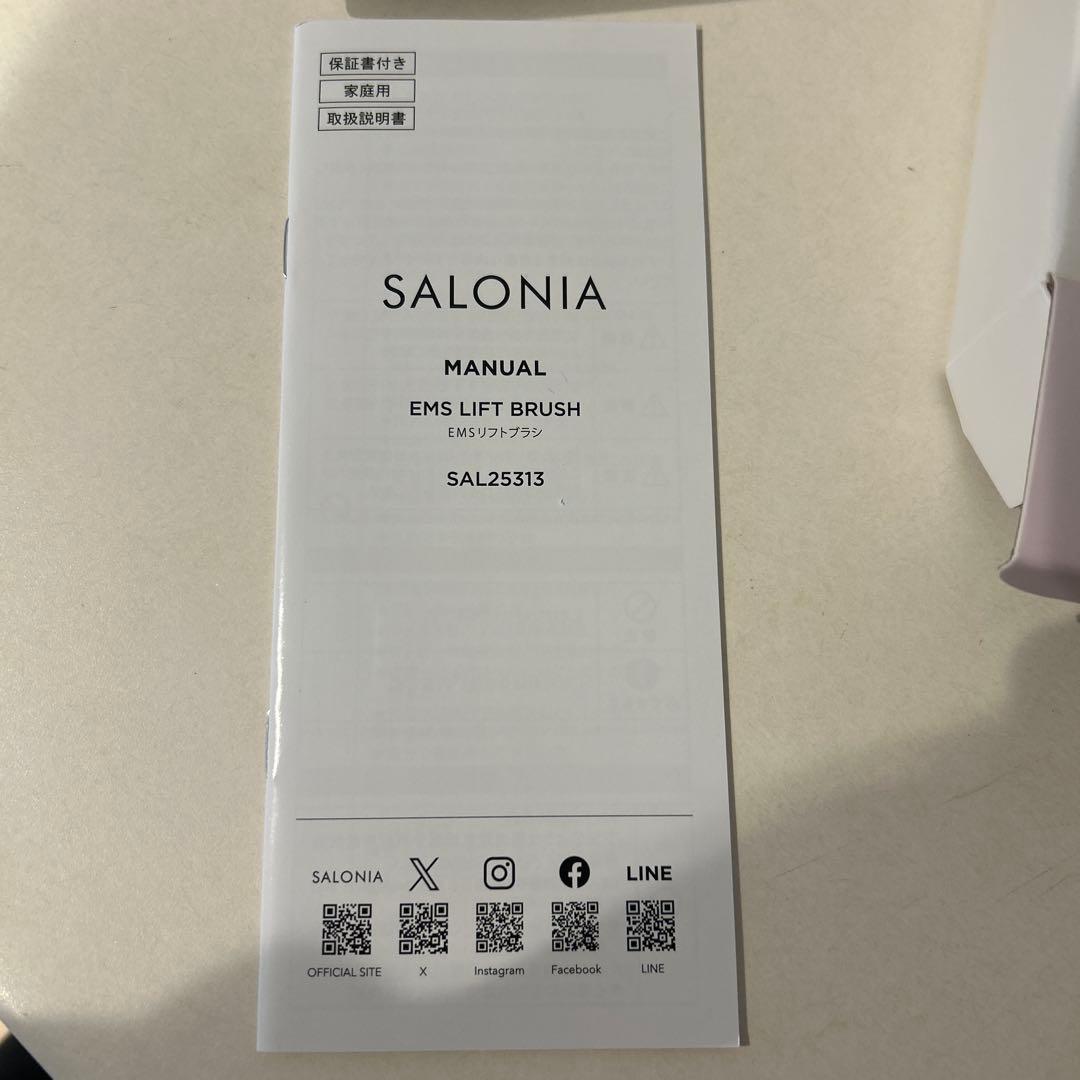 保証書付き
家庭用
取扱説明書
SALONIA
MANUAL
EMS LIFT BRUSH
EMSリフトブラシ
SAL25313
SALONIA X LINE
OFFICIAL SITE X Instagram Facebook LINE